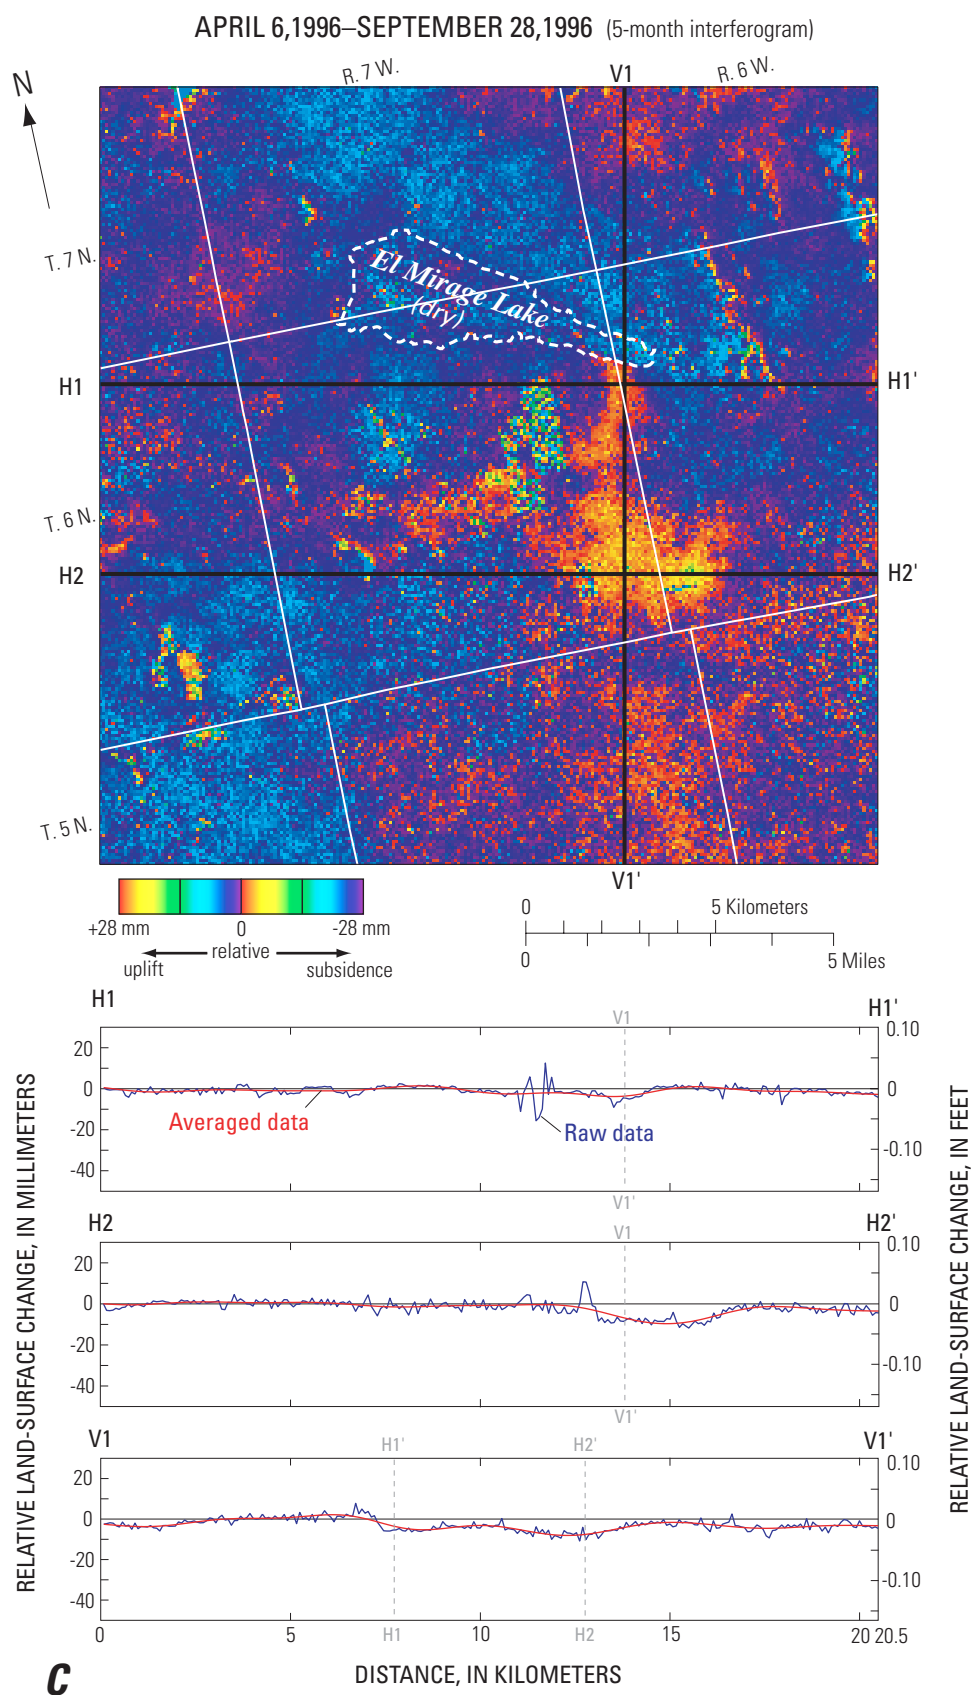 APRIL 6,1996–SEPTEMBER 28,1996 (5-month interferogram)
N
R. 7 W.
V1
R. 6 W.
T. 7 N.
El Mirage Lake
(dry)
H1
H1'
T. 6 N.
H2
H2'
T. 5 N.
V1'
+28 mm 0 -28 mm
relative
uplift subsidence
0 5 Kilometers
0 5 Miles
RELATIVE LAND-SURFACE CHANGE, IN MILLIMETERS
RELATIVE LAND-SURFACE CHANGE, IN FEET
H1 V1 H1'
20 0.10
0 0
-20 -0.10
-40
Averaged data
Raw data
V1'
H2 V1 H2'
20 0.10
0 0
-20 -0.10
-40
V1'
V1 H1' H2' V1'
20 0.10
0 0
-20 -0.10
-40
0 5 H1 10 H2 15 20 20.5
DISTANCE, IN KILOMETERS
C